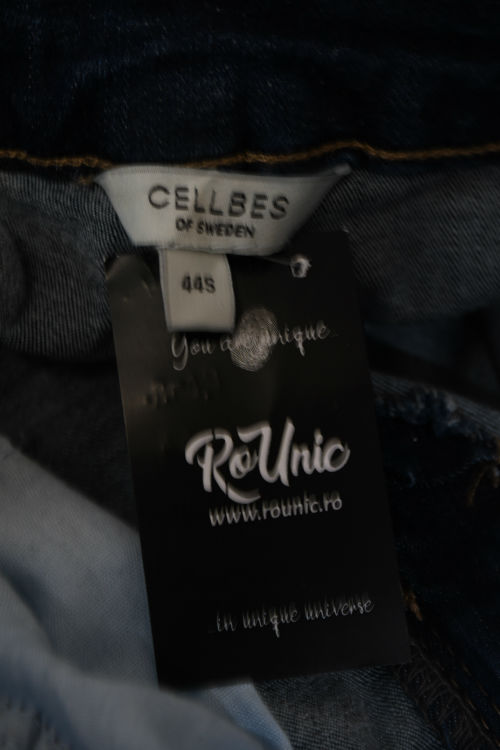 CELLBES
OF SWEDEN
44S
You are unique...
RoUnic
www.rounic.ro
...in unique universe